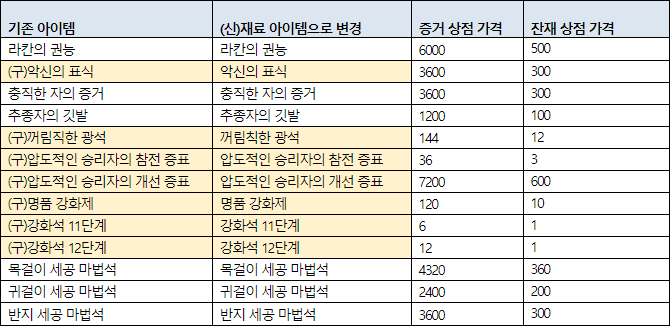 기존 아이템 (신)재료 아이템으로 변경 증거 상점 가격 잔재 상점 가격
라칸의 권능 라칸의 권능 6000 500
(구)악신의 표식 악신의 표식 3600 300
충직한 자의 증거 충직한 자의 증거 3600 300
추종자의 깃발 추종자의 깃발 1200 100
(구)꺼림직한 광석 꺼림칙한 광석 144 12
(구)압도적인 승리자의 참전 증표 압도적인 승리자의 참전 증표 36 3
(구)압도적인 승리자의 개선 증표 압도적인 승리자의 개선 증표 7200 600
(구)명품 강화제 명품 강화제 120 10
(구)강화석 11단계 강화석 11단계 6 1
(구)강화석 12단계 강화석 12단계 12 1
목걸이 세공 마법석 목걸이 세공 마법석 4320 360
귀걸이 세공 마법석 귀걸이 세공 마법석 2400 200
반지 세공 마법석 반지 세공 마법석 3600 300